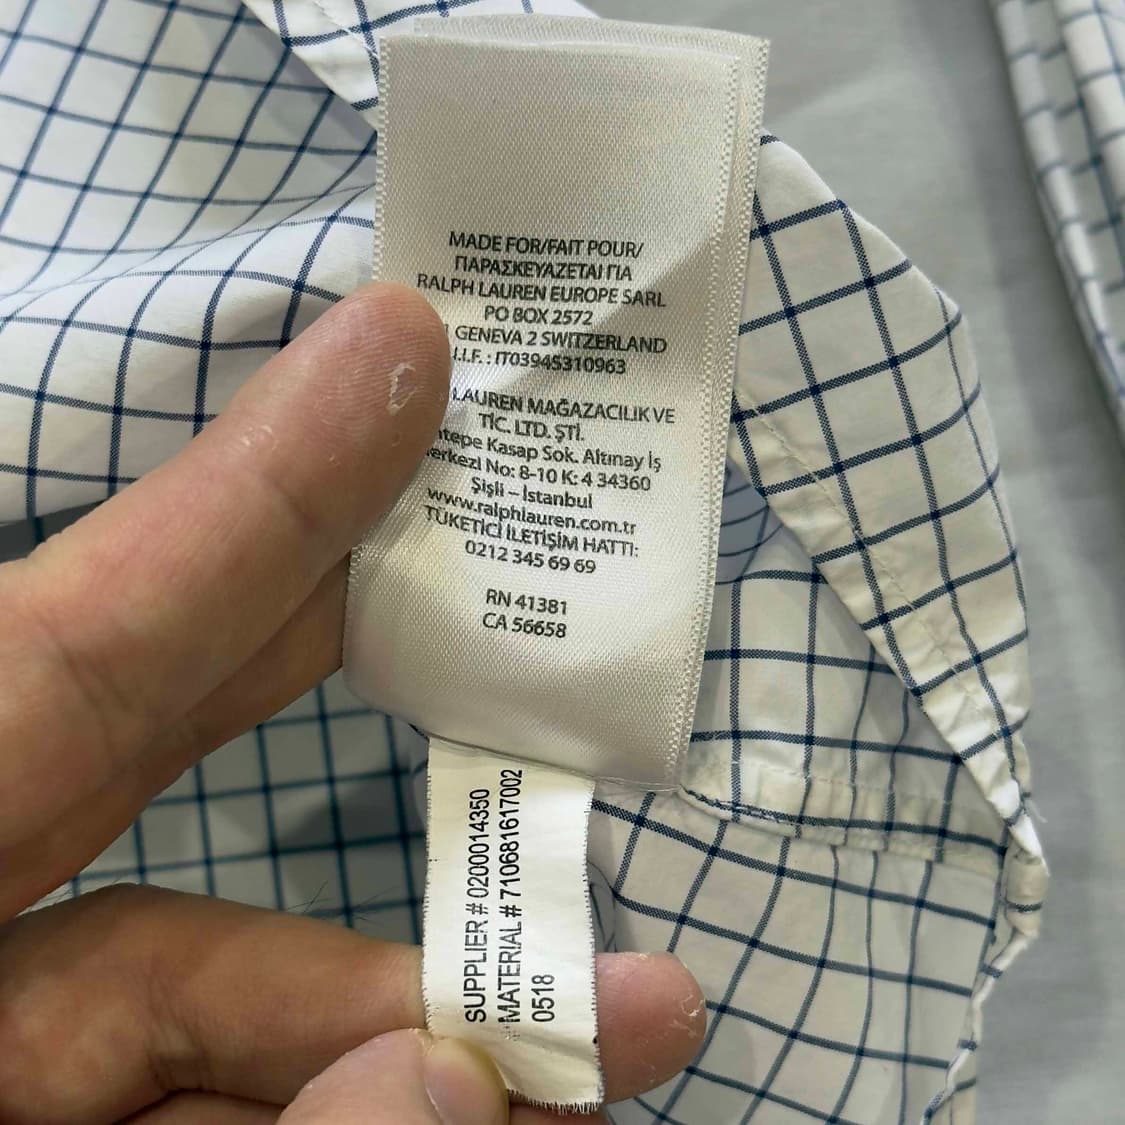 MADE FOR/FAIT POUR/
ΠΑΡΑΣΚΕΥΑΖΕΤΑΙ ΓΙΑ
RALPH LAUREN EUROPE SARL
PO BOX 2572
GENEVA 2 SWITZERLAND
.I.F. : IT03945310963
LAUREN MAĞAZACILIK VE
TİC. LTD. ŞTİ.
Kasap Sok. Altınay İş
No: 8-10 K: 4 34360
Şişli – İstanbul
www.ralphlauren.com.tr
TÜKETİCİ İLETİŞİM HATTI:
0212 345 69 69
RN 41381
CA 56658
SUPPLIER # 0200014350
MATERIAL # 710681617002
0518